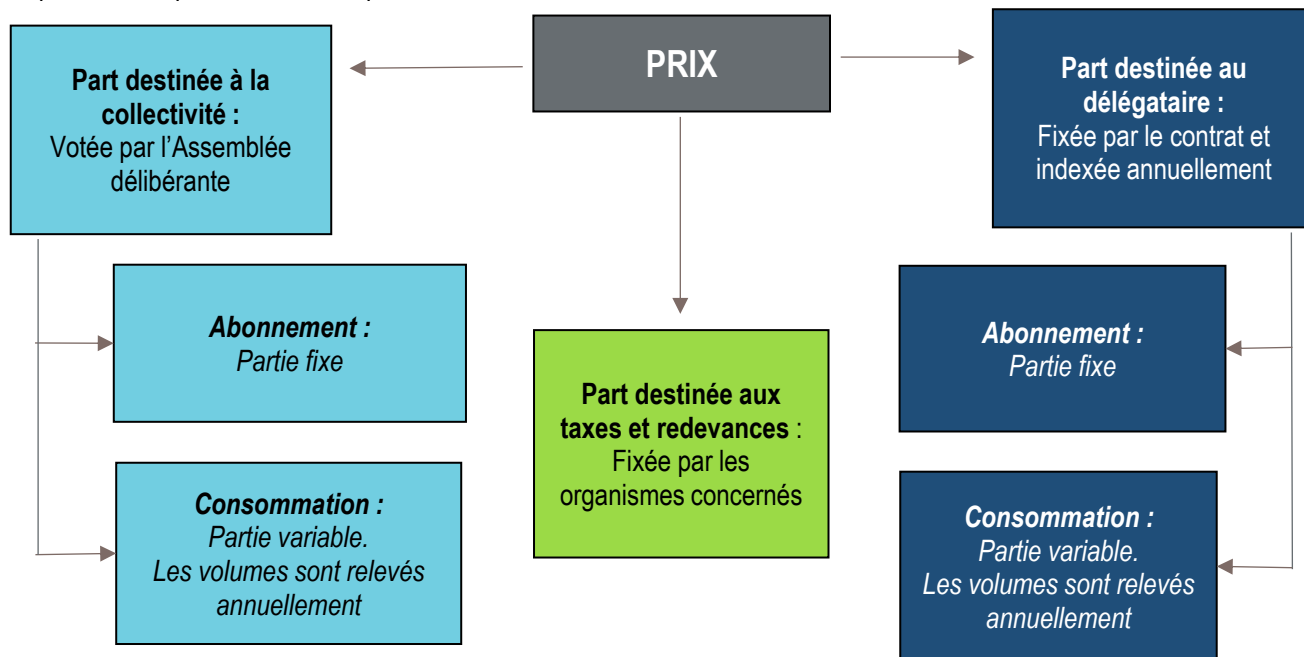 PRIX
Part destinée à la
collectivité :
Votée par l'Assemblée
délibérante
Abonnement :
Partie fixe
Consommation :
Partie variable.
Les volumes sont relevés
annuellement
Part destinée aux
taxes et redevances :
Fixée par les
organismes concernés
Part destinée au
délégataire :
Fixée par le contrat et
indexée annuellement
Abonnement :
Partie fixe
Consommation :
Partie variable.
Les volumes sont relevés
annuellement